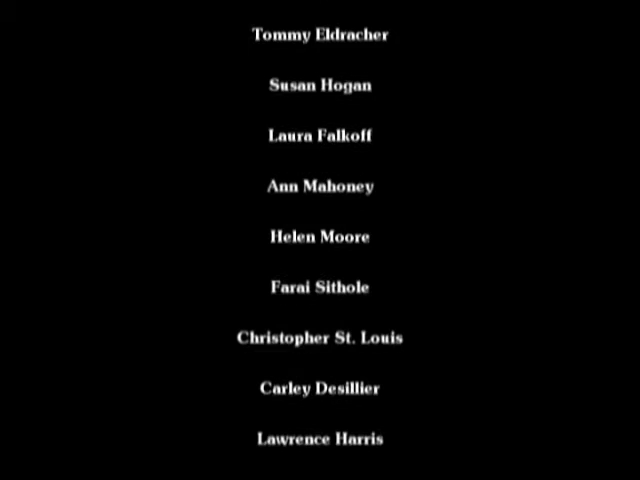 Tommy Eldracher
Susan Hogan
Laura Falkoff
Ann Mahoney
Helen Moore
Farai Sithole
Christopher St. Louis
Carley Desillier
Lawrence Harris